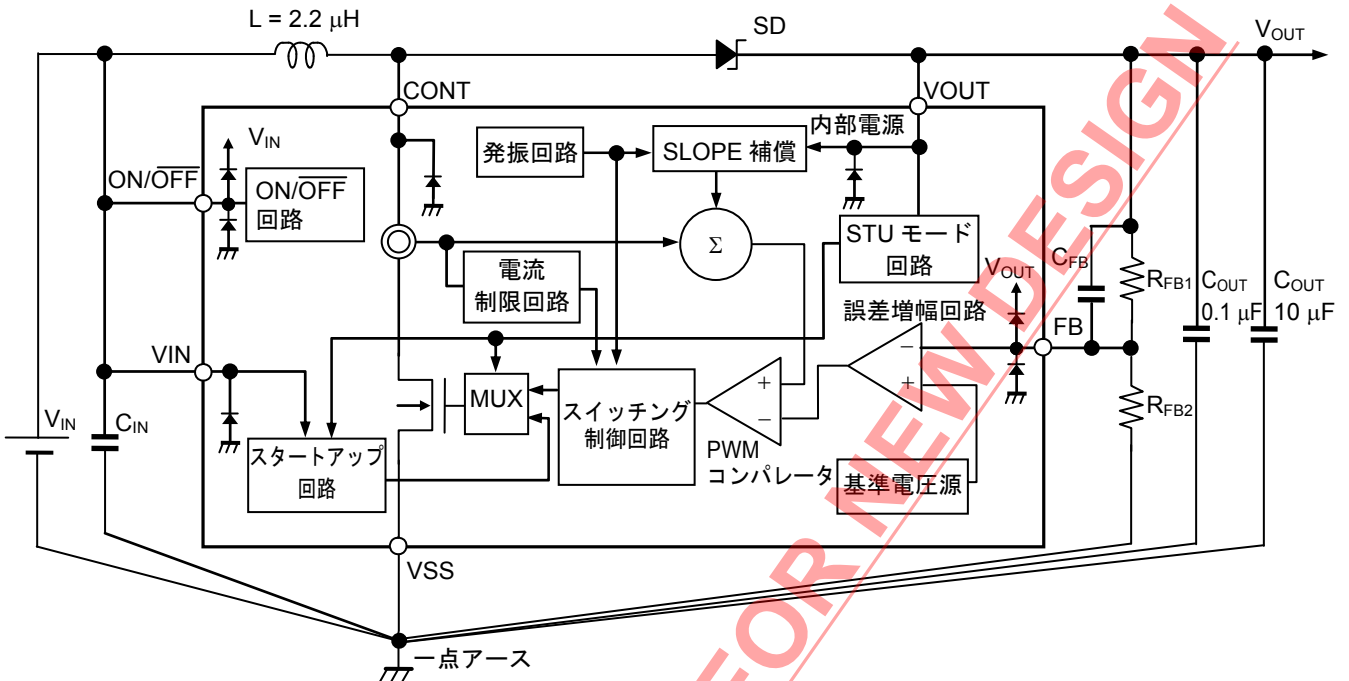 L = 2.2 μH
SD
VOUT
CONT
VOUT
VIN
発振回路
SLOPE 補償
内部電源
ON/OFF
ON/OFF
回路
Σ
STU モード
回路
電流
制限回路
VOUT
CFB
RFB1
COUT
0.1 μF
COUT
10 μF
誤差増幅回路
FB
VIN
MUX
スイッチング
制御回路
+
−
−
+
RFB2
VIN
CIN
スタートアップ
回路
PWM
コンパレータ
基準電圧源
VSS
一点アース
FOR NEW DESIGN